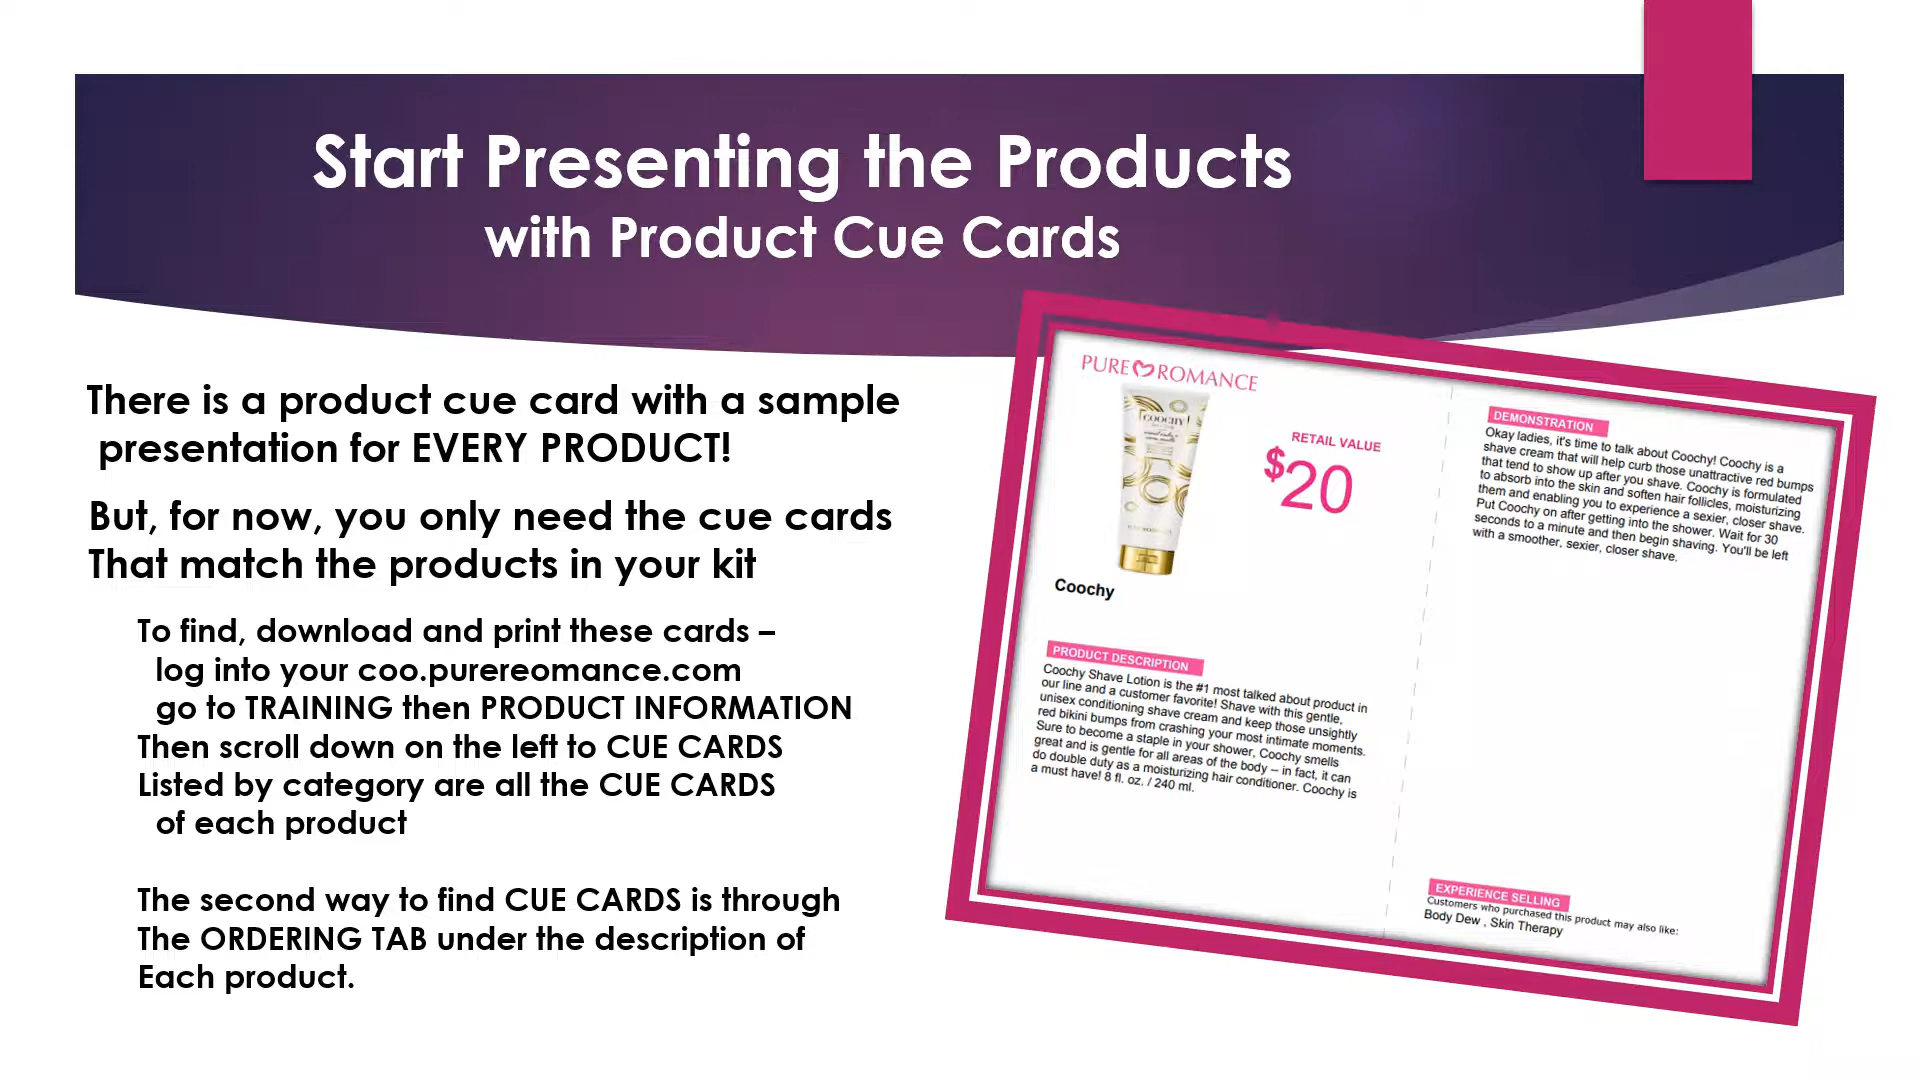 Start Presenting the Products
with Product Cue Cards
There is a product cue card with a sample
presentation for EVERY PRODUCT!
But, for now, you only need the cue cards
That match the products in your kit
To find, download and print these cards –
log into your coo.purereomance.com
go to TRAINING then PRODUCT INFORMATION
Then scroll down on the left to CUE CARDS
Listed by category are all the CUE CARDS
of each product
The second way to find CUE CARDS is through
The ORDERING TAB under the description of
Each product.
PURE ROMANCE
COOCHY
RETAIL VALUE
$20
Coochy
PRODUCT DESCRIPTION
Coochy Shave Lotion is the #1 most talked about product in
our line and a customer favorite! Shave with this gentle,
unisex conditioning shave cream and keep those unsightly
red bikini bumps from crashing your most intimate moments.
Sure to become a staple in your shower, Coochy smells
great and is gentle for all areas of the body – in fact, it can
do double duty as a moisturizing hair conditioner. Coochy is
a must have! 8 fl. oz. / 240 ml.
DEMONSTRATION
Okay ladies, it's time to talk about Coochy! Coochy is a
shave cream that will help curb those unattractive red bumps
that tend to show up after you shave. Coochy is formulated
to absorb into the skin and soften hair follicles, moisturizing
them and enabling you to experience a sexier, closer shave.
Put Coochy on after getting into the shower. Wait for 30
seconds to a minute and then begin shaving. You'll be left
with a smoother, sexier, closer shave.
EXPERIENCE SELLING
Customers who purchased this product may also like:
Body Dew , Skin Therapy